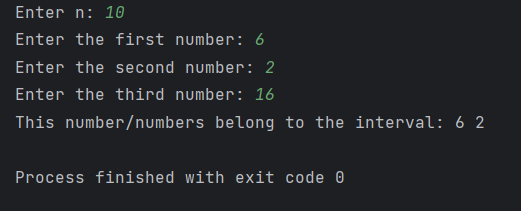 Enter n: 10
Enter the first number: 6
Enter the second number: 2
Enter the third number: 16
This number/numbers belong to the interval: 6 2
Process finished with exit code 0